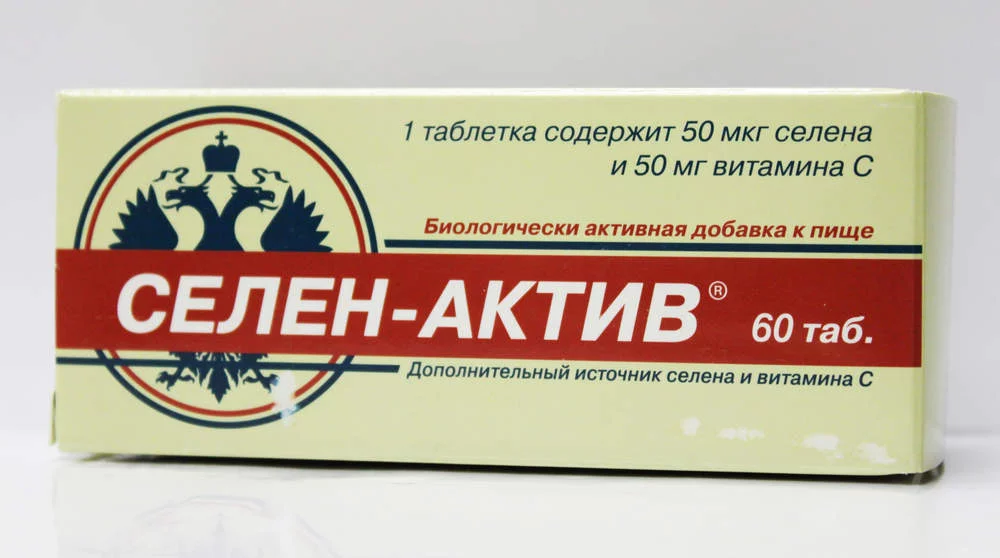 1 таблетка содержит 50 мкг селена
и 50 мг витамина С
Биологически активная добавка к пище
СЕЛЕН-АКТИВ®
60 таб.
Дополнительный источник селена и витамина С